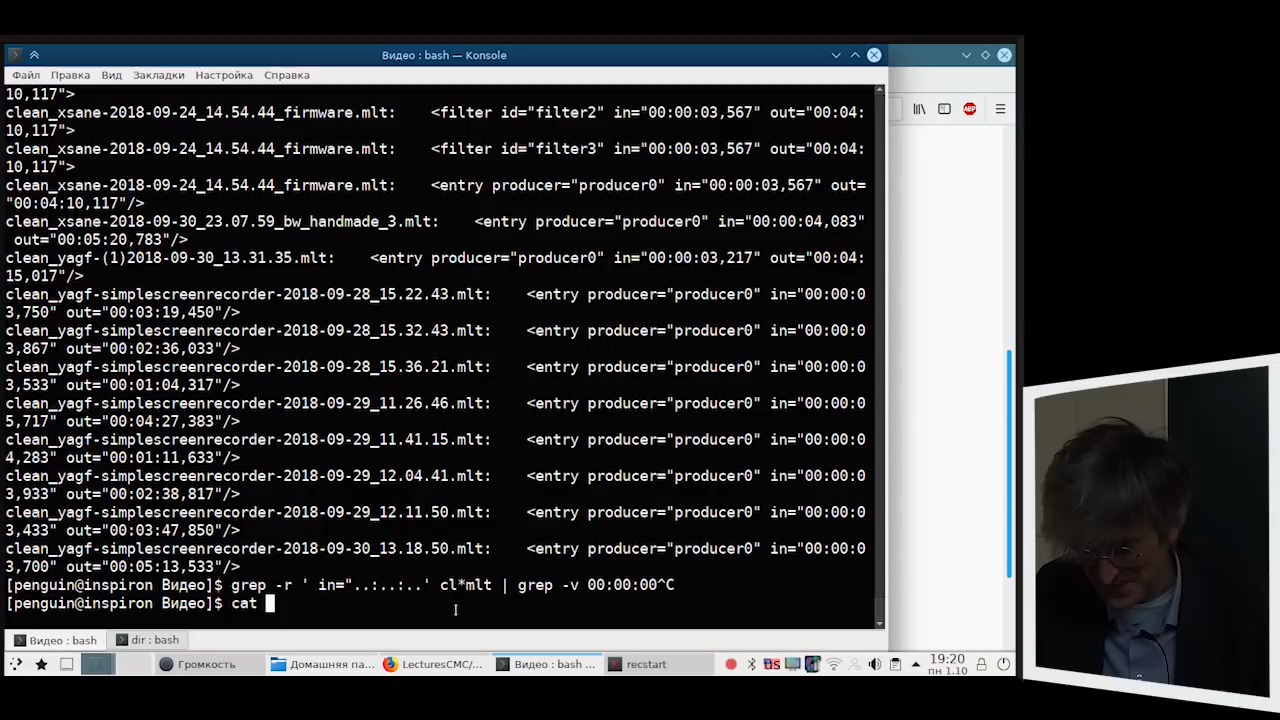 Видео : bash — Konsole
Файл Правка Вид Закладки Настройка Справка
10,117">
clean_xsane-2018-09-24_14.54.44_firmware.mlt:    <filter id="filter2" in="00:00:03,567" out="00:04:
10,117">
clean_xsane-2018-09-24_14.54.44_firmware.mlt:    <filter id="filter3" in="00:00:03,567" out="00:04:
10,117">
clean_xsane-2018-09-24_14.54.44_firmware.mlt:    <entry producer="producer0" in="00:00:03,567" out=
"00:04:10,117"/>
clean_xsane-2018-09-30_23.07.59_bw_handmade_3.mlt:    <entry producer="producer0" in="00:00:04,083"
 out="00:05:20,783"/>
clean_yagf-(1)2018-09-30_13.31.35.mlt:    <entry producer="producer0" in="00:00:03,217" out="00:04:
15,017"/>
clean_yagf-simplescreenrecorder-2018-09-28_15.22.43.mlt:    <entry producer="producer0" in="00:00:0
3,750" out="00:03:19,450"/>
clean_yagf-simplescreenrecorder-2018-09-28_15.32.43.mlt:    <entry producer="producer0" in="00:00:0
3,867" out="00:02:36,033"/>
clean_yagf-simplescreenrecorder-2018-09-28_15.36.21.mlt:    <entry producer="producer0" in="00:00:0
3,533" out="00:01:04,317"/>
clean_yagf-simplescreenrecorder-2018-09-29_11.26.46.mlt:    <entry producer="producer0" in="00:00:0
5,717" out="00:04:27,383"/>
clean_yagf-simplescreenrecorder-2018-09-29_11.41.15.mlt:    <entry producer="producer0" in="00:00:0
4,283" out="00:01:11,633"/>
clean_yagf-simplescreenrecorder-2018-09-29_12.04.41.mlt:    <entry producer="producer0" in="00:00:0
3,933" out="00:02:38,817"/>
clean_yagf-simplescreenrecorder-2018-09-29_12.11.50.mlt:    <entry producer="producer0" in="00:00:0
3,433" out="00:03:47,850"/>
clean_yagf-simplescreenrecorder-2018-09-30_13.18.50.mlt:    <entry producer="producer0" in="00:00:0
3,700" out="00:05:13,533"/>
[penguin@inspiron Видео]$ grep -r ' in="..:..:..' cl*mlt | grep -v 00:00:00^C
[penguin@inspiron Видео]$ cat
Видео : bash dir : bash
Громкость Домашняя па... LecturesCMC/... Видео : bash ... recstart US 19:20
пн 1.10
ABP